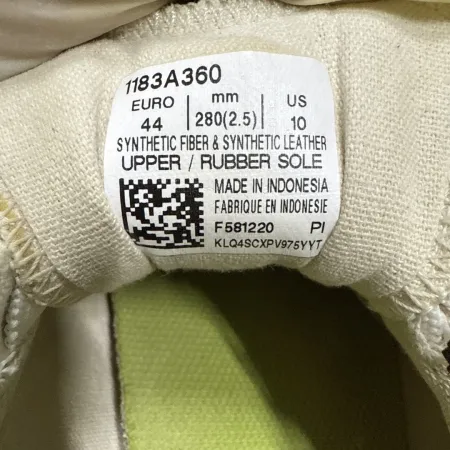 1183A360
EURO mm US
44 280(2.5) 10
SYNTHETIC FIBER & SYNTHETIC LEATHER
UPPER / RUBBER SOLE
MADE IN INDONESIA
FABRIQUE EN INDONESIE
F581220 PI
KLQ4SCXPV975YYT